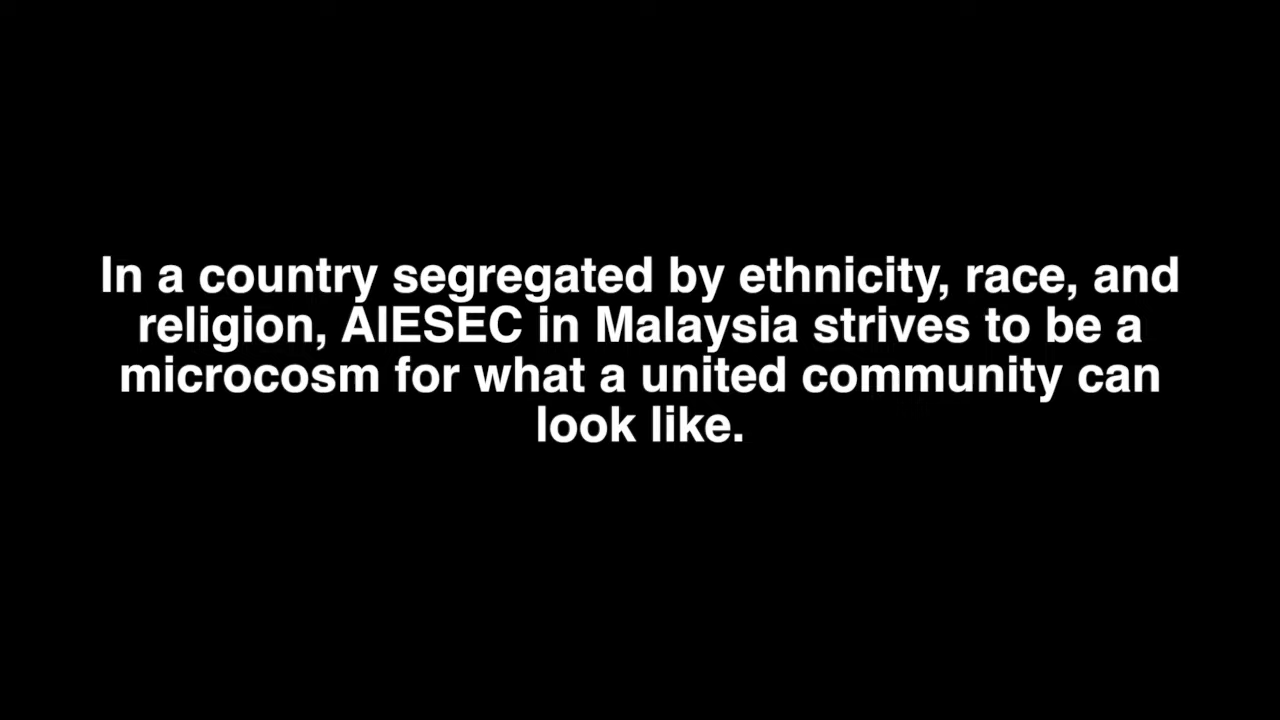 In a country segregated by ethnicity, race, and
religion, AIESEC in Malaysia strives to be a
microcosm for what a united community can
look like.